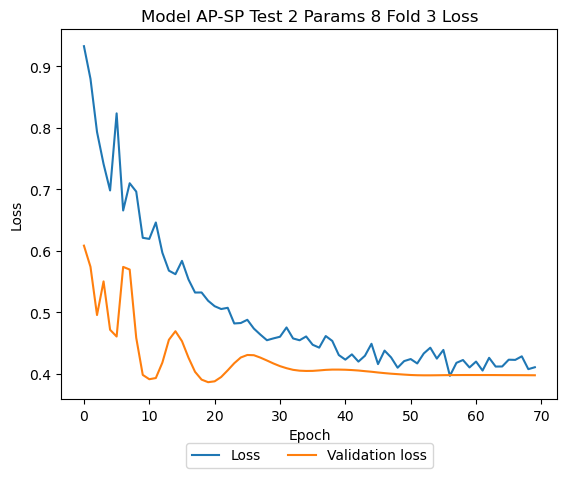 Model AP-SP Test 2 Params 8 Fold 3 Loss
0.9
0.8
0.7
0.6
0.5
0.4
Loss
0 10 20 30 40 50 60 70
Epoch
Loss Validation loss